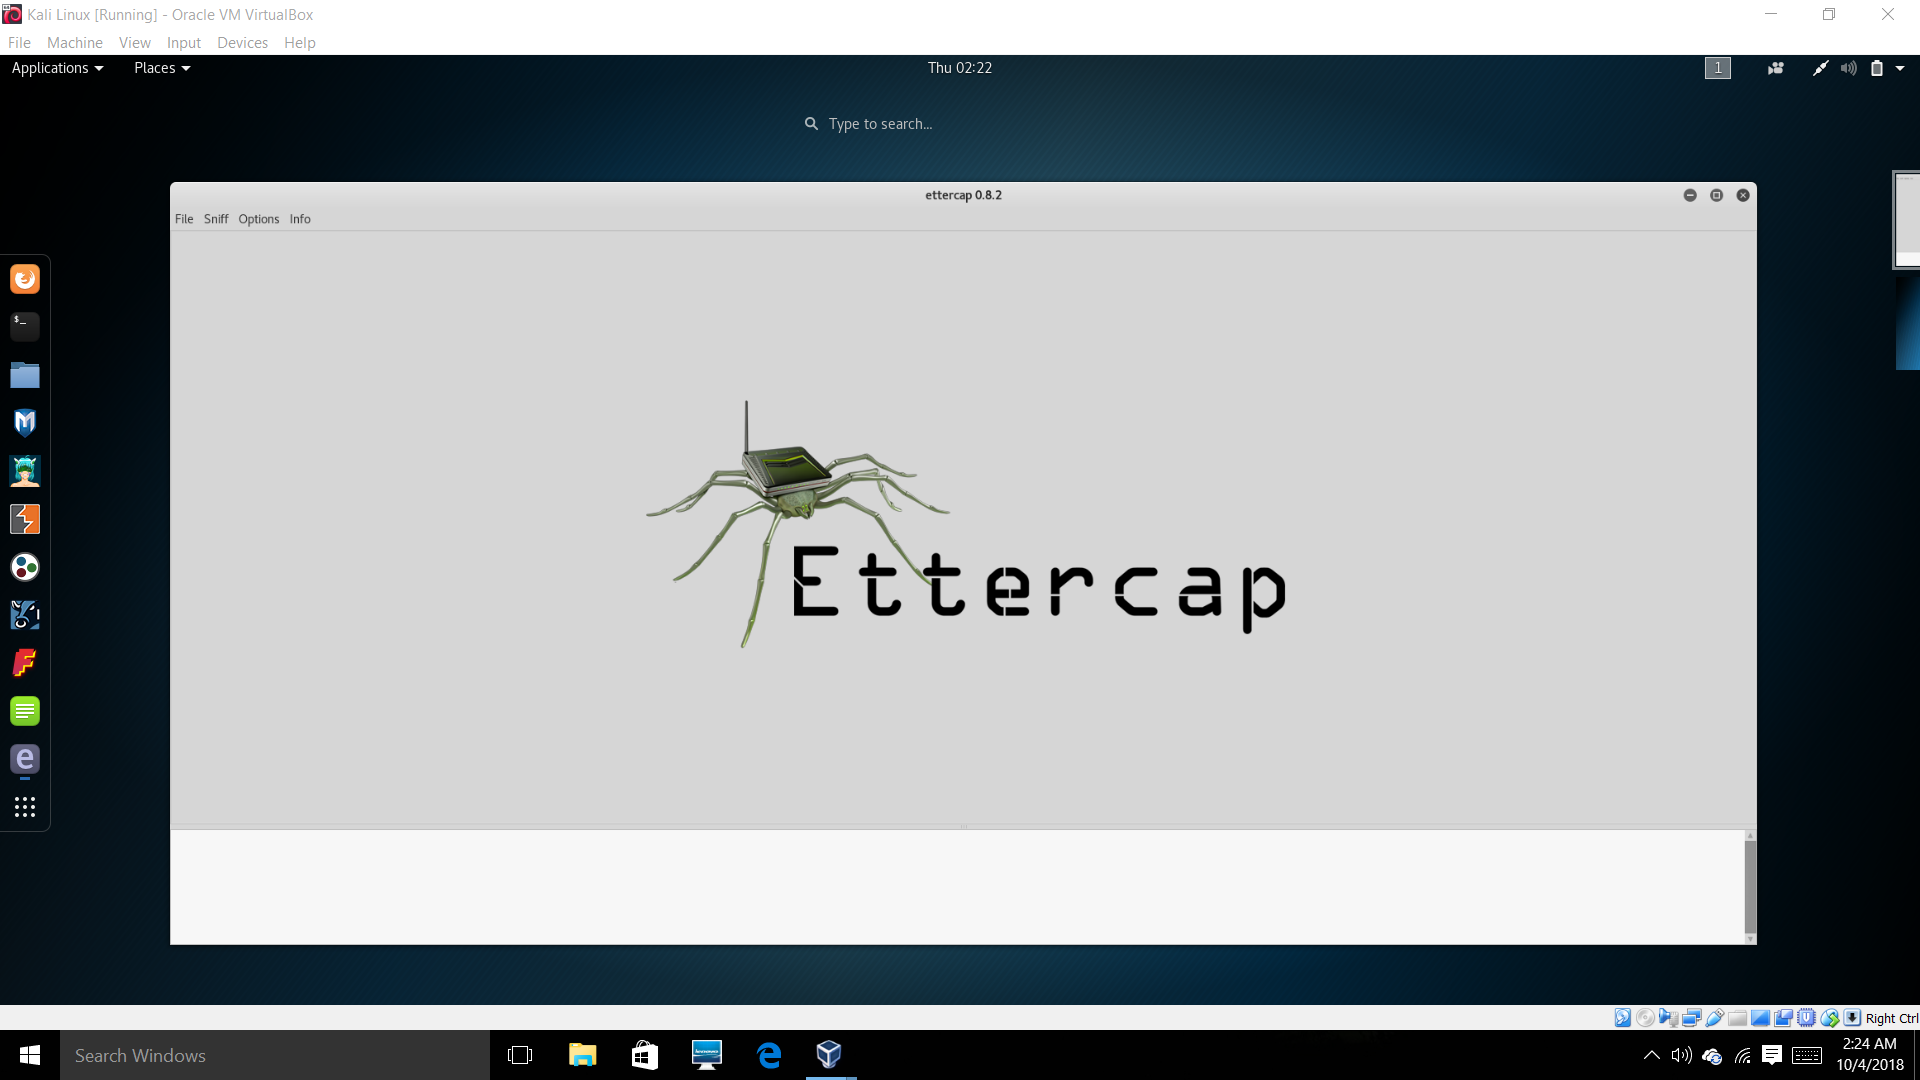 Kali Linux [Running] - Oracle VM VirtualBox
File Machine View Input Devices Help
Applications Places Thu 02:22 1
Type to search...
ettercap 0.8.2
File Sniff Options Info
$_
Ettercap
e
Right Ctrl
Search Windows
2:24 AM
10/4/2018